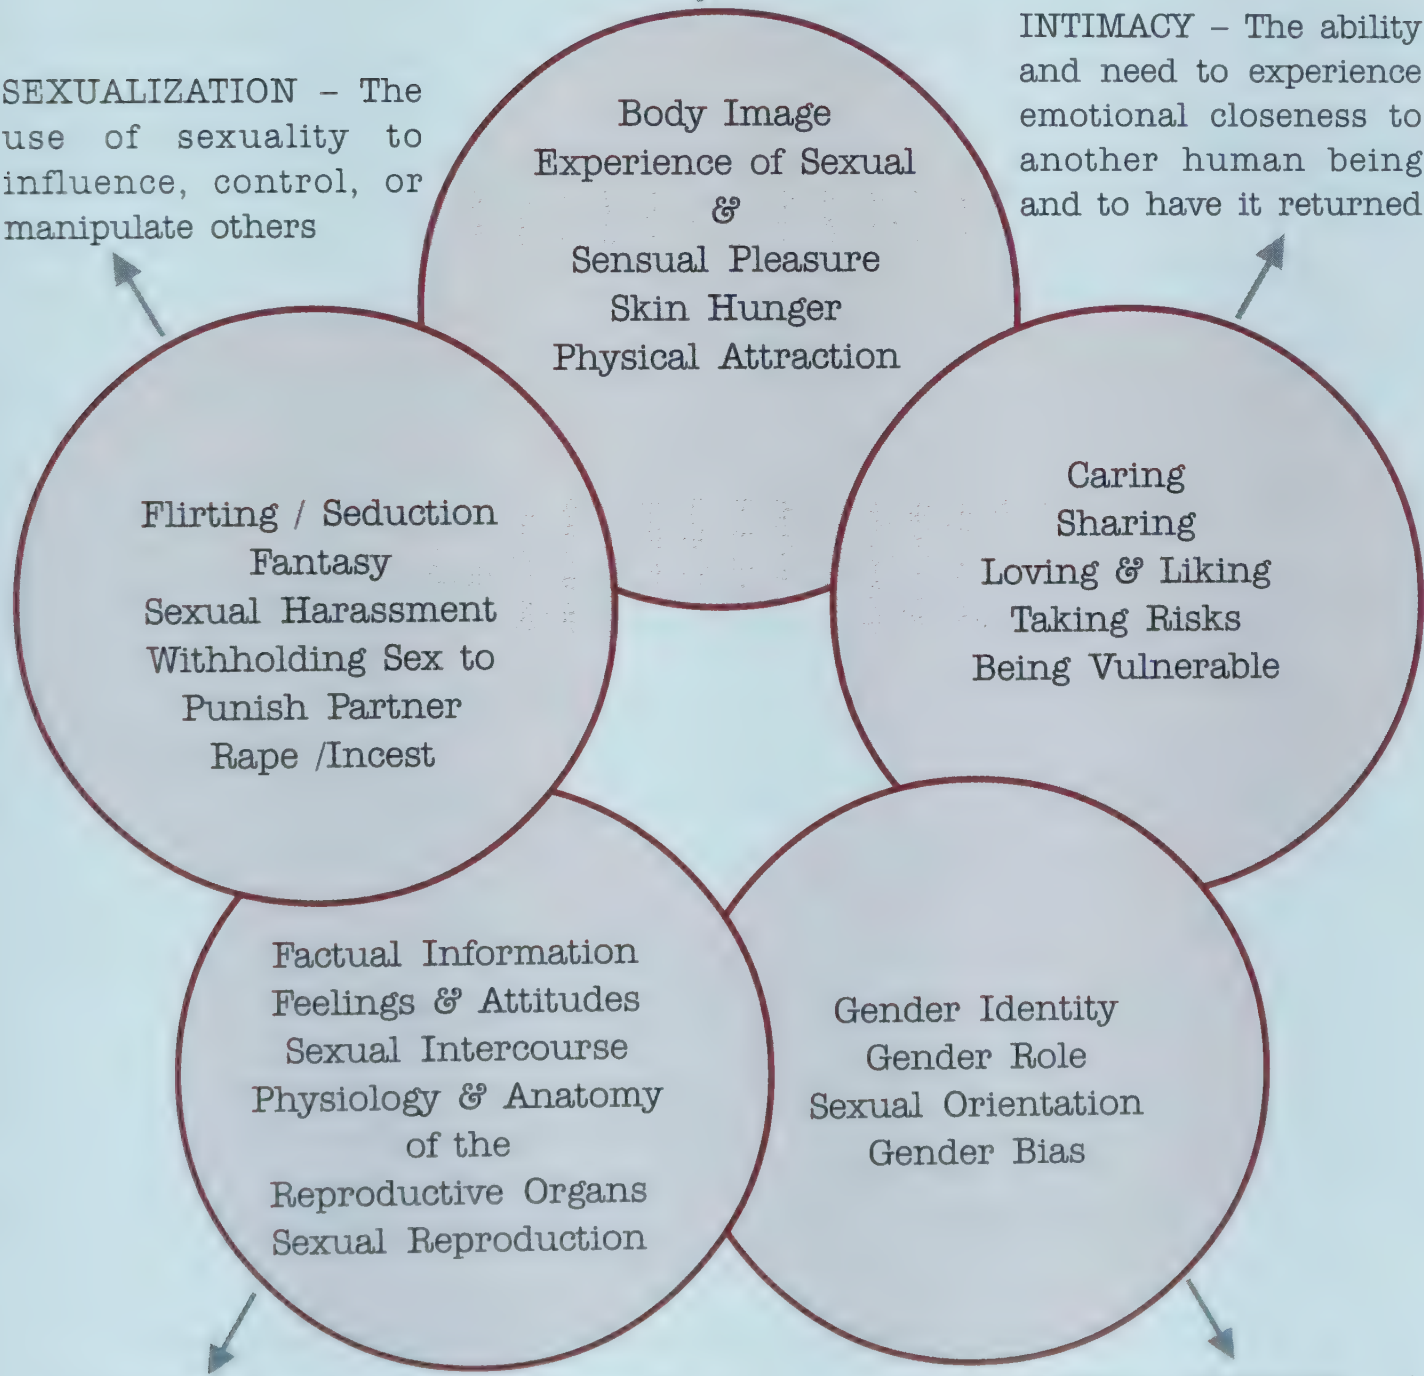 SEXUALIZATION – The
use of sexuality to
influence, control, or
manipulate others
INTIMACY – The ability
and need to experience
emotional closeness to
another human being
and to have it returned
Body Image
Experience of Sexual
&
Sensual Pleasure
Skin Hunger
Physical Attraction
Flirting / Seduction
Fantasy
Sexual Harassment
Withholding Sex to
Punish Partner
Rape /Incest
Caring
Sharing
Loving & Liking
Taking Risks
Being Vulnerable
Factual Information
Feelings & Attitudes
Sexual Intercourse
Physiology & Anatomy
of the
Reproductive Organs
Sexual Reproduction
Gender Identity
Gender Role
Sexual Orientation
Gender Bias